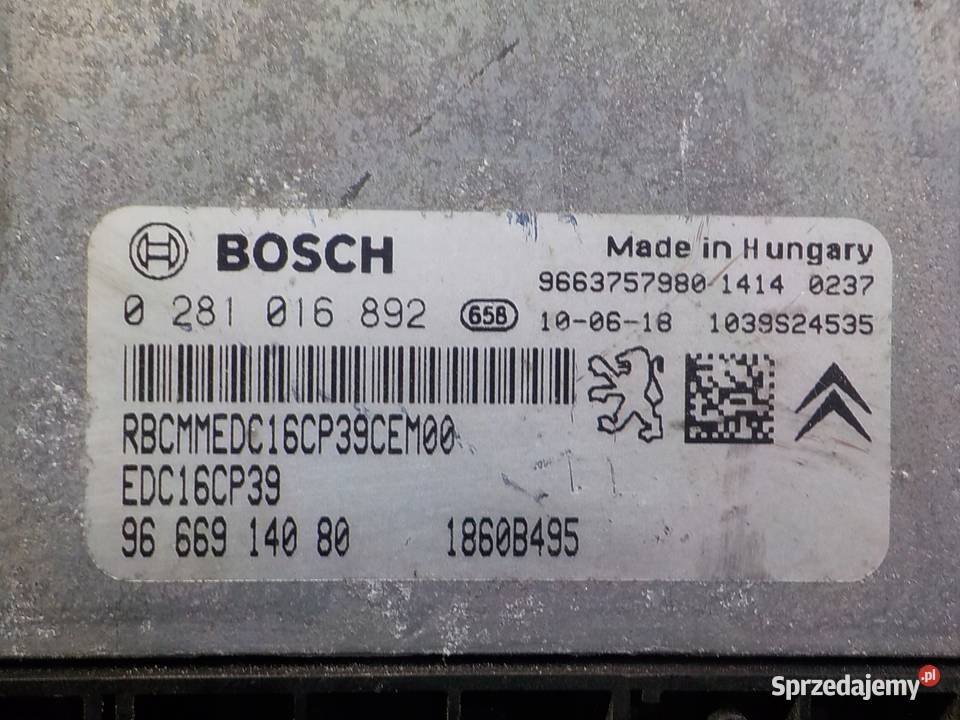 BOSCH
Made in Hungary
9663757980 1414 0237
0 281 016 892
658
10-06-18 1039S24535
RBCMMEDC16CP39CEM00
EDC16CP39
96 669 140 80 1860B495
Sprzedajemy.pl